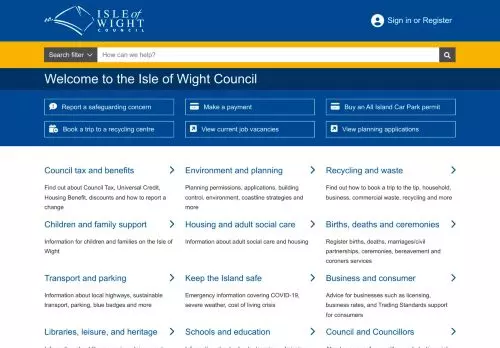 ISLE of
WIGHT
COUNCIL
Sign in or Register
Search filter
How can we help?
Welcome to the Isle of Wight Council
Report a safeguarding concern
Make a payment
Buy an All Island Car Park permit
Book a trip to a recycling centre
View current job vacancies
View planning applications
Council tax and benefits
Environment and planning
Recycling and waste
Find out about Council Tax, Universal Credit,
Housing Benefit, discounts and how to report a
change
Planning permissions, applications, building
control, environment, coastline strategies and
more
Find out how to book a trip to the tip, household,
business, commercial waste, recycling and more
Children and family support
Housing and adult social care
Births, deaths and ceremonies
Information for children and families on the Isle of
Wight
Information about adult social care and housing
Register births, deaths, marriages/civil
partnerships, ceremonies, bereavement and
coroners services
Transport and parking
Keep the Island safe
Business and consumer
Information about local highways, sustainable
transport, parking, blue badges and more
Emergency information covering COVID-19,
severe weather, cost of living crisis
Advice for businesses such as licensing,
business rates, and Trading Standards support
for consumers
Libraries, leisure, and heritage
Schools and education
Council and Councillors